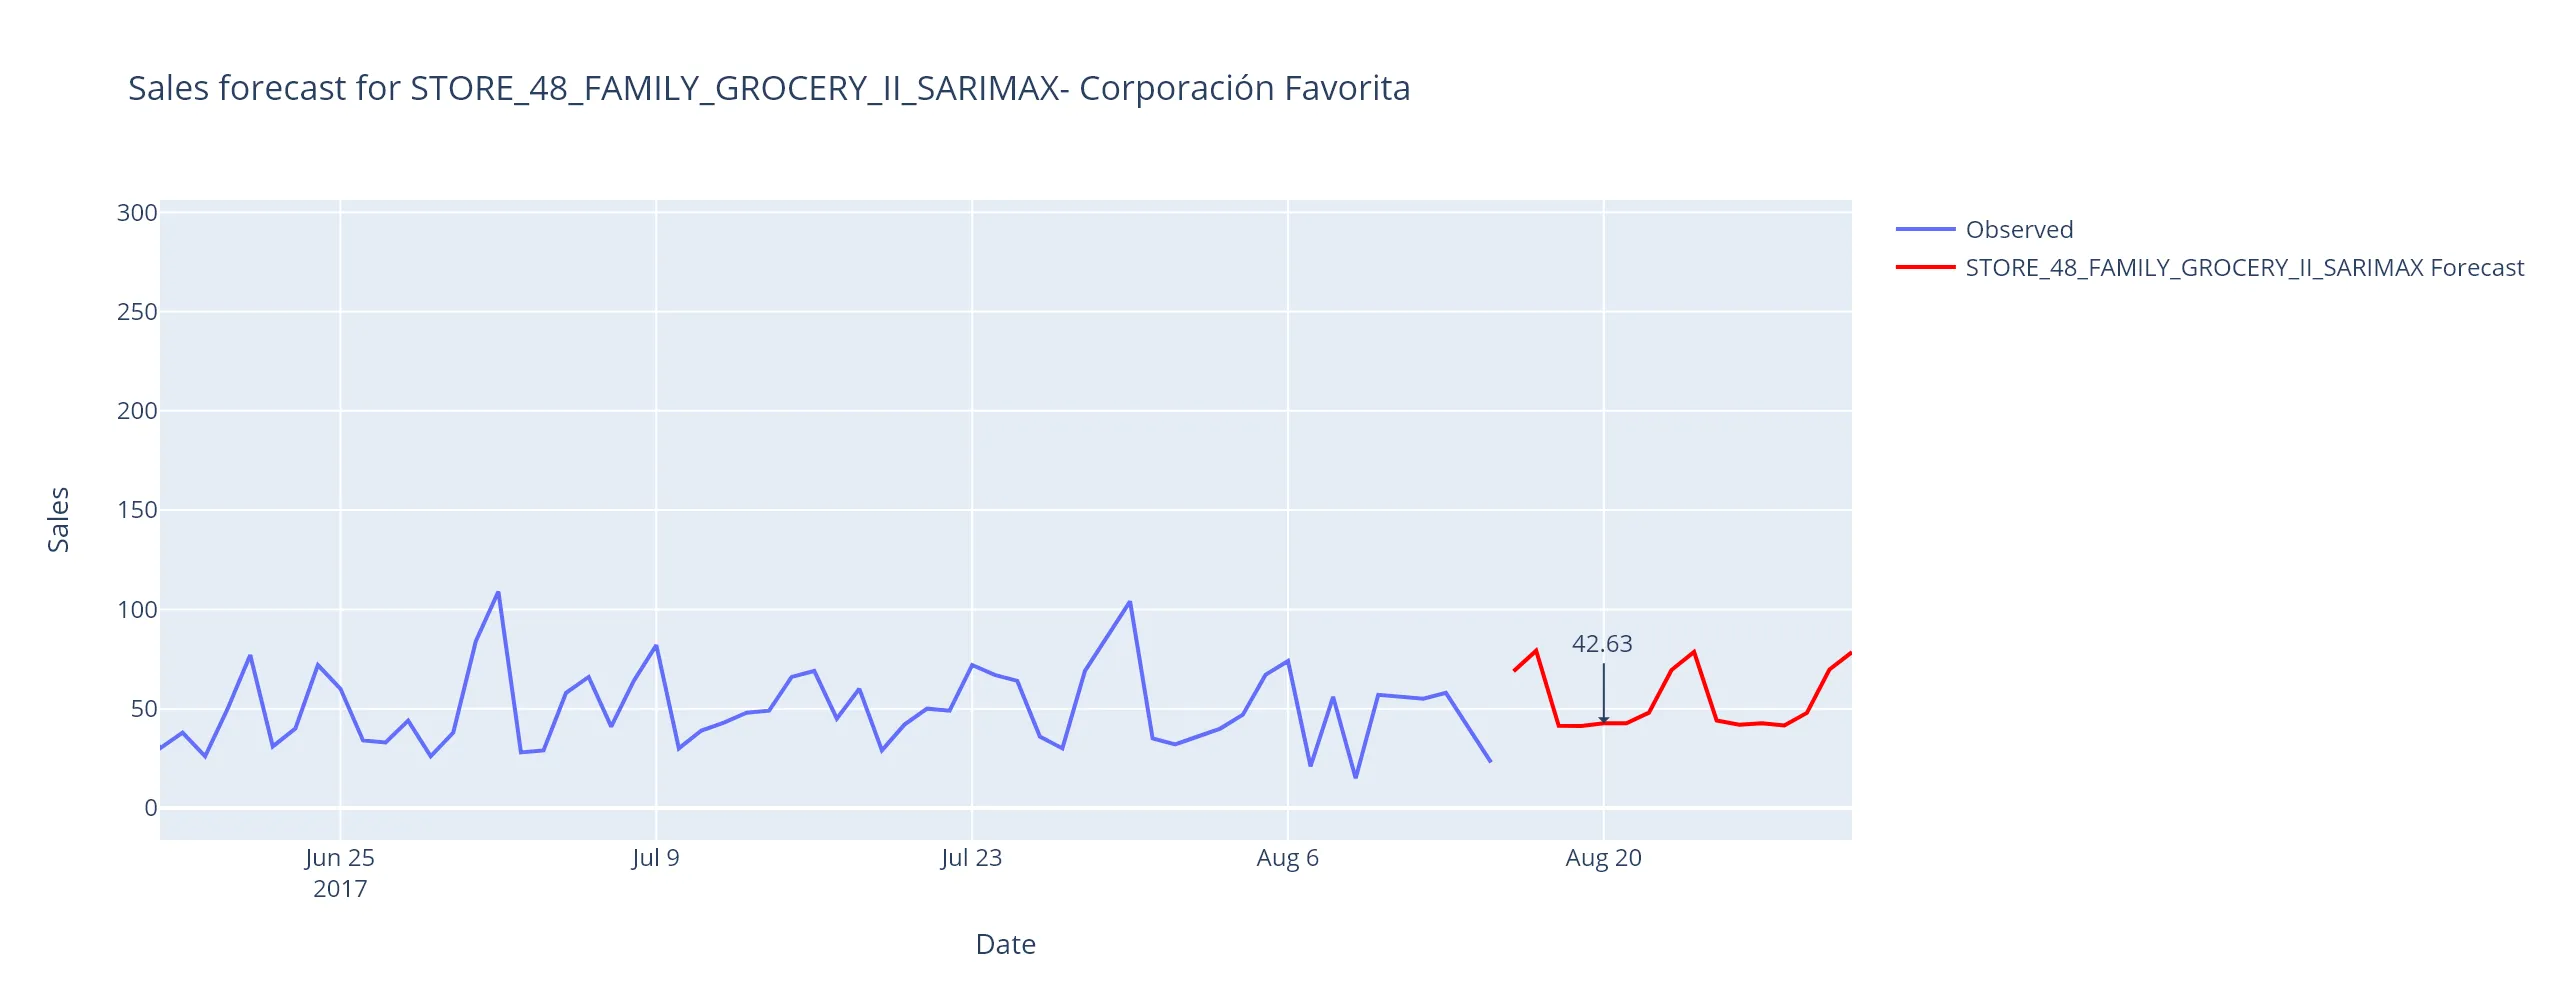 Sales forecast for STORE_48_FAMILY_GROCERY_II_SARIMAX- Corporación Favorita
Observed
STORE_48_FAMILY_GROCERY_II_SARIMAX Forecast
300
250
200
150
100
50
0
Sales
42.63
Jun 25
2017
Jul 9
Jul 23
Aug 6
Aug 20
Date